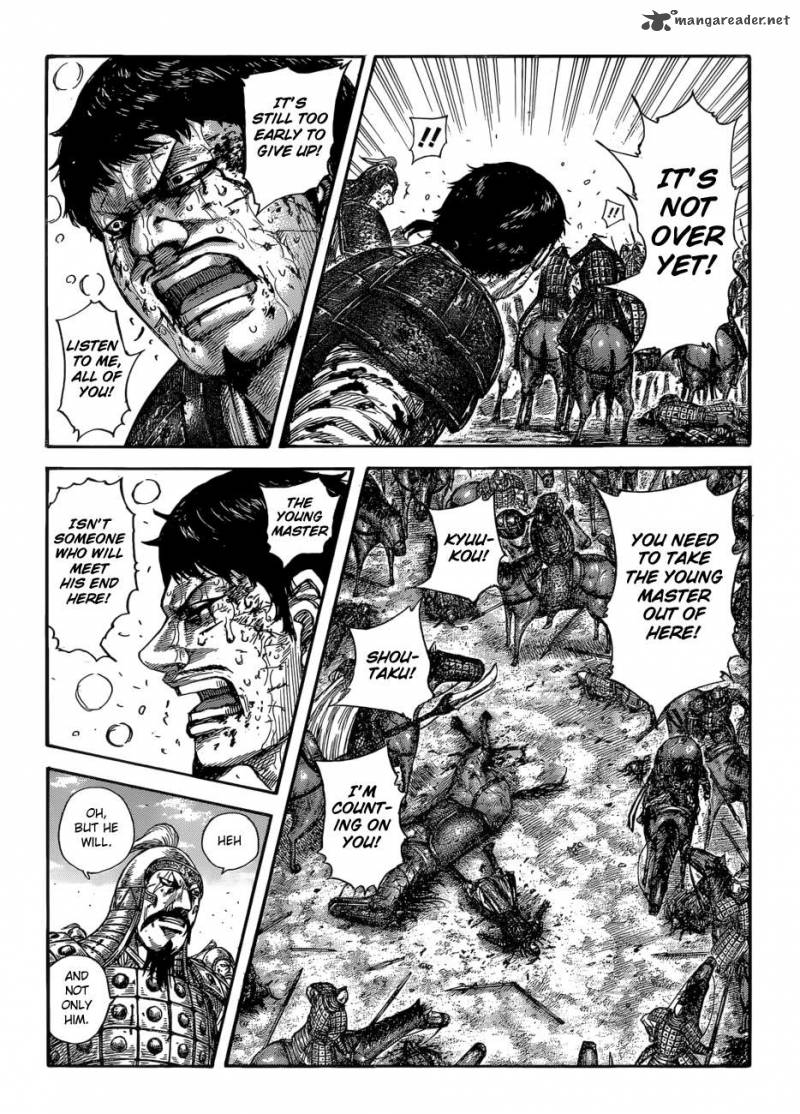 mangareader.net
IT'S
NOT
OVER
YET!
!!
!!
IT'S
STILL TOO
EARLY TO
GIVE UP!
LISTEN
TO ME,
ALL OF
YOU!
YOU NEED
TO TAKE
THE YOUNG
MASTER
OUT OF
HERE!
KYUU-
KOU!
SHOU-
TAKU!
I'M
COUNT-
ING ON
YOU!
THE
YOUNG
MASTER
ISN'T
SOMEONE
WHO WILL
MEET
HIS END
HERE!
HEH
OH,
BUT HE
WILL.
AND
NOT
ONLY
HIM.